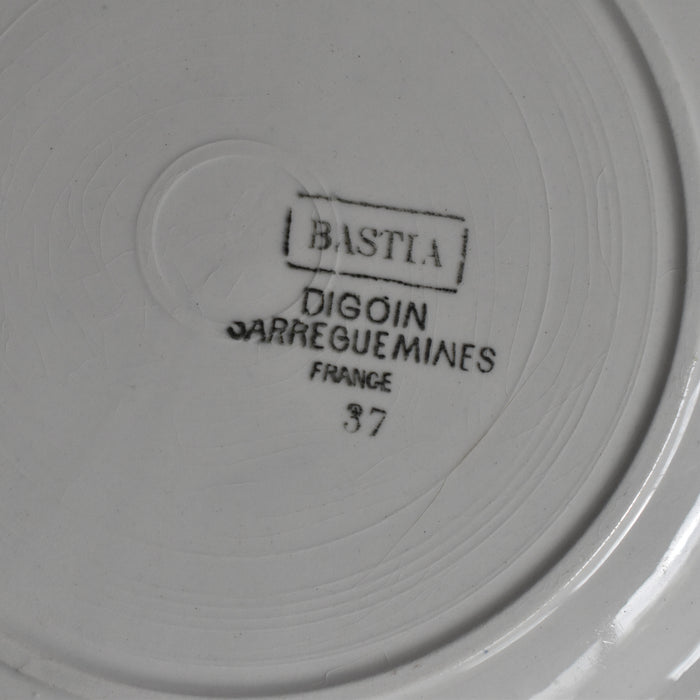 BASTIA
DIGOIN
SARREGUEMINES
FRANCE
37